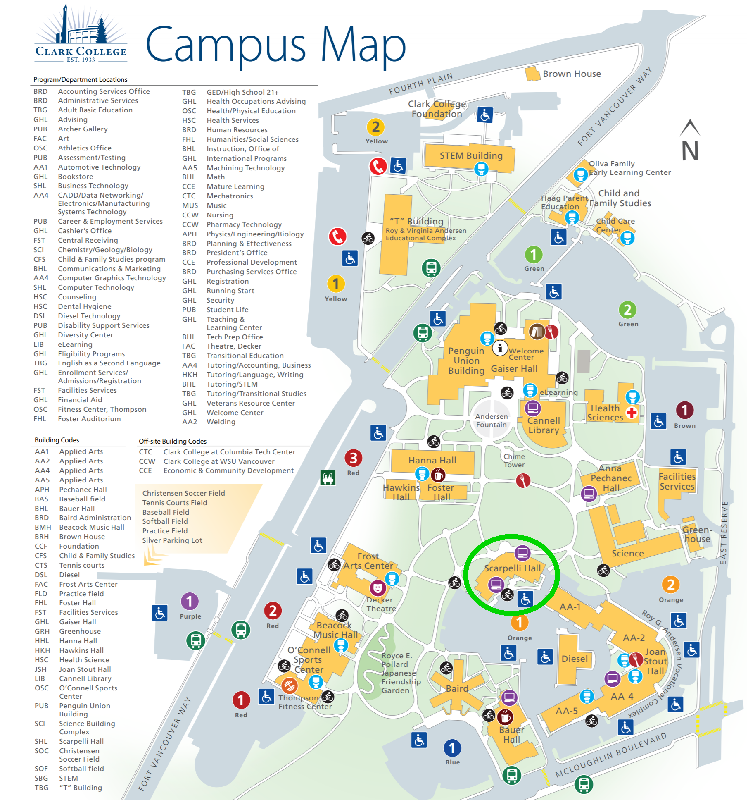 CLARK COLLEGE
EST. 1933
Campus Map
Program/Department Locations
BRD Accounting Services Office
BRD Administrative Services
TBG Adult Basic Education
GHL Advising
PUB Archer Gallery
FAC Art
OSC Athletics Office
PUB Assessment/Testing
AA1 Automotive Technology
GHL Bookstore
SHL Business Technology
AA4 CADD/Data Networking/
Electronics/Manufacturing
Systems Technology
PUB Career & Employment Services
GHL Cashier's Office
FST Central Receiving
SCI Chemistry/Geology/Biology
CFS Child & Family Studies program
BHL Communications & Marketing
AA4 Computer Graphics Technology
SHL Computer Technology
HSC Counseling
HSC Dental Hygiene
DSL Diesel Technology
PUB Disability Support Services
GHL Diversity Center
LIB eLearning
GHL Eligibility Programs
TBG English as a Second Language
GHL Enrollment Services/
Admissions/Registration
FST Facilities Services
GHL Financial Aid
OSC Fitness Center, Thompson
FHL Foster Auditorium
TBG GED/High School 21+
GHL Health Occupations Advising
OSC Health/Physical Education
HSC Health Services
BRD Human Resources
FHL Humanities/Social Sciences
BHL Instruction, Office of
GHL International Programs
AA5 Machining Technology
BHL Math
CCE Mature Learning
CTC Mechatronics
MUS Music
CCW Nursing
CCW Pharmacy Technology
APH Physics/Engineering/Biology
BRD Planning & Effectiveness
BRD President's Office
CCE Professional Development
BRD Purchasing Services Office
GHL Registration
GHL Running Start
GHL Security
PUB Student Life
GHL Teaching &
Learning Center
BHL Tech Prep Office
FAC Theatre, Decker
TBG Transitional Education
AA4 Tutoring/Accounting, Business
HKH Tutoring/Language, Writing
BHL Tutoring/STEM
TBG Tutoring/Transitional Studies
GHL Veterans Resource Center
GHL Welcome Center
AA2 Welding
Building Codes
AA1 Applied Arts
AA2 Applied Arts
AA4 Applied Arts
AA5 Applied Arts
APH Pechanec Hall
BAS Baseball field
BHL Bauer Hall
BRD Baird Administration
BMH Beacock Music Hall
BRH Brown House
CCF Foundation
CFS Child & Family Studies
CTS Tennis courts
DSL Diesel
FAC Frost Arts Center
FLD Practice field
FHL Foster Hall
FST Facilities Services
GHL Gaiser Hall
GRH Greenhouse
HHL Hanna Hall
HKH Hawkins Hall
HSC Health Science
JSH Joan Stout Hall
LIB Cannell Library
OSC O'Connell Sports
Center
PUB Penguin Union
Building
SCI Science Building
Complex
SHL Scarpelli Hall
SOC Christensen
Soccer Field
SOF Softball field
SBG STEM
TBG "T" Building
Off-site Building Codes
CTC Clark College at Columbia Tech Center
CCW Clark College at WSU Vancouver
CCE Economic & Community Development
Christensen Soccer Field
Tennis Courts Field
Baseball Field
Softball Field
Practice Field
Silver Parking Lot
FOURTH PLAIN
Brown House
FORT VANCOUVER WAY
N
Clark College
Foundation
2
Yellow
STEM Building
Oliva Family
Early Learning Center
Haag Parent
Education
Child and
Family Studies
Child Care
Center
"T" Building
Roy & Virginia Andersen
Educational Complex
1
Green
1
Yellow
2
Green
Penguin
Union
Building
i
Welcome
Center
Gaiser Hall
eLearning
Cannell
Library
Health
Sciences
1
Brown
Andersen
Fountain
3
Red
Hanna Hall
Chime
Tower
Hawkins
Hall
Foster
Hall
Anna
Pechanec
Hall
Facilities
Services
Green-
house
EAST RESERVE
Science
Scarpelli Hall
Frost
Arts Center
Decker
Theatre
2
Orange
1
Purple
2
Red
1
Orange
AA-1
AA-2
Roy G. Andersen Vocational Complex
Beacock
Music Hall
O'Connell
Sports
Center
Thompson
Fitness Center
Royce E.
Pollard
Japanese
Friendship
Garden
Diesel
Joan
Stout
Hall
Baird
AA 4
AA-5
1
Red
Bauer
Hall
1
Blue
FORT VANCOUVER WAY
MCLOUGHLIN BOULEVARD